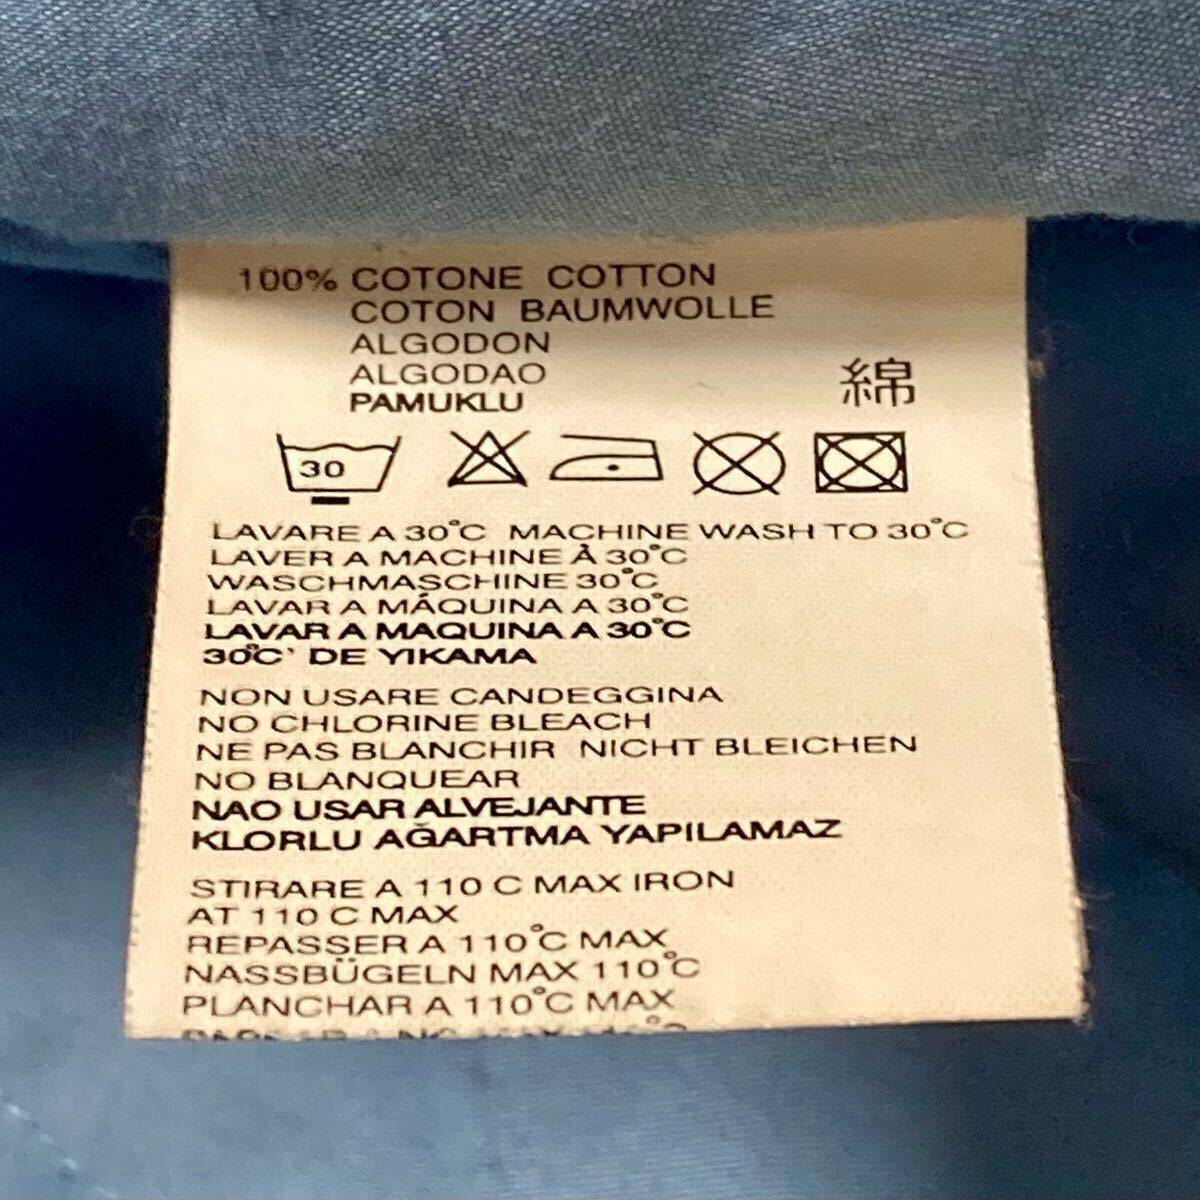 100% COTONE COTTON
COTON BAUMWOLLE
ALGODON
ALGODAO
PAMUKLU
綿
30
LAVARE A 30°C MACHINE WASH TO 30°C
LAVER A MACHINE À 30°C
WASCHMASCHINE 30°C
LAVAR A MÁQUINA A 30°C
LAVAR A MAQUINA A 30°C
30°C' DE YIKAMA
NON USARE CANDEGGINA
NO CHLORINE BLEACH
NE PAS BLANCHIR NICHT BLEICHEN
NO BLANQUEAR
NAO USAR ALVEJANTE
KLORLU AĞARTMA YAPILAMAZ
STIRARE A 110 C MAX IRON
AT 110 C MAX
REPASSER A 110°C MAX
NASSBÜGELN MAX 110°C
PLANCHAR A 110°C MAX